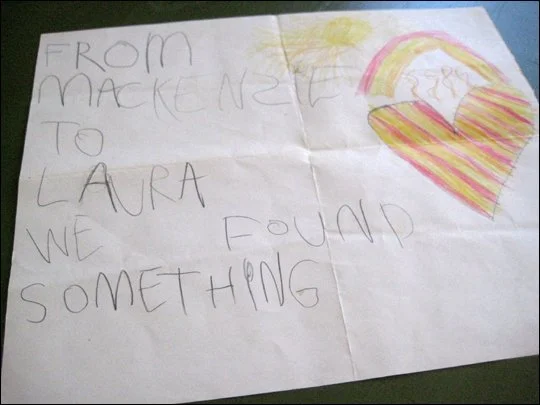 FROM
MACKENZIE
TO
LAURA
WE FOUND
SOMETHING